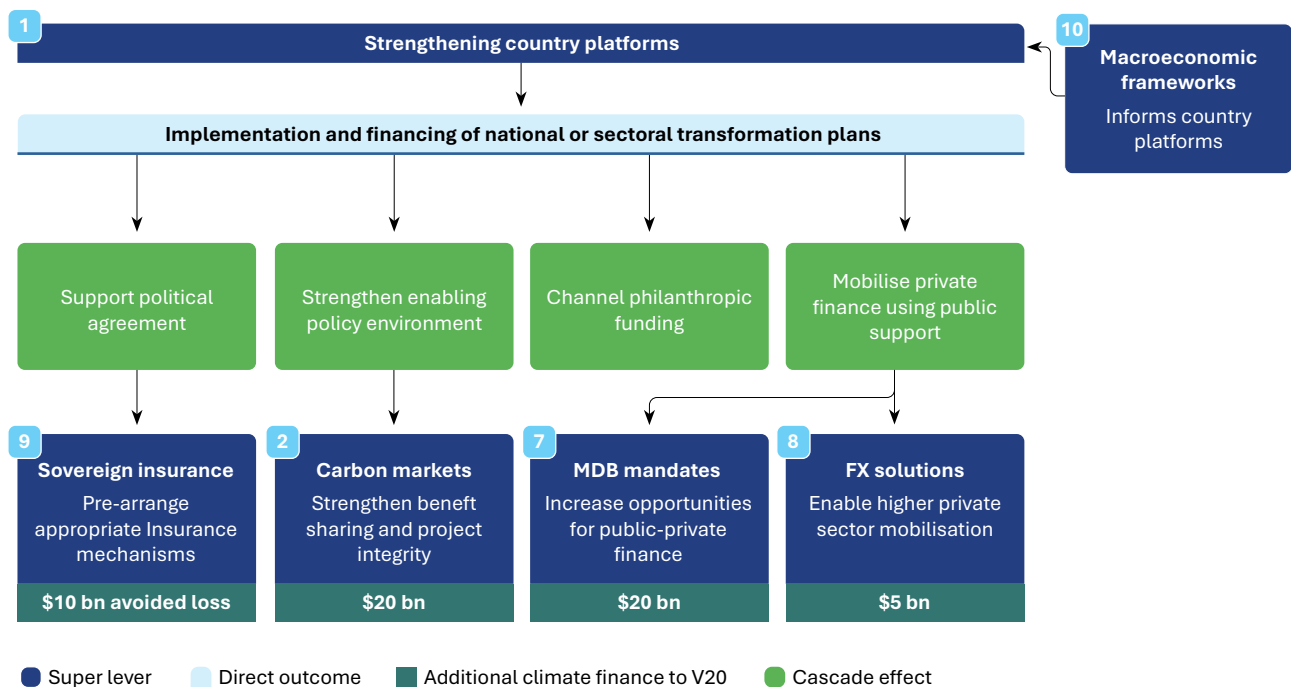 1
Strengthening country platforms
10
Macroeconomic
frameworks
Informs country
platforms
Implementation and financing of national or sectoral transformation plans
Support political
agreement
Strengthen enabling
policy environment
Channel philanthropic
funding
Mobilise private
finance using public
support
9
Sovereign insurance
Pre-arrange
appropriate Insurance
mechanisms
$10 bn avoided loss
2
Carbon markets
Strengthen beneft
sharing and project
integrity
$20 bn
7
MDB mandates
Increase opportunities
for public-private
finance
$20 bn
8
FX solutions
Enable higher private
sector mobilisation
$5 bn
Super lever
Direct outcome
Additional climate finance to V20
Cascade effect